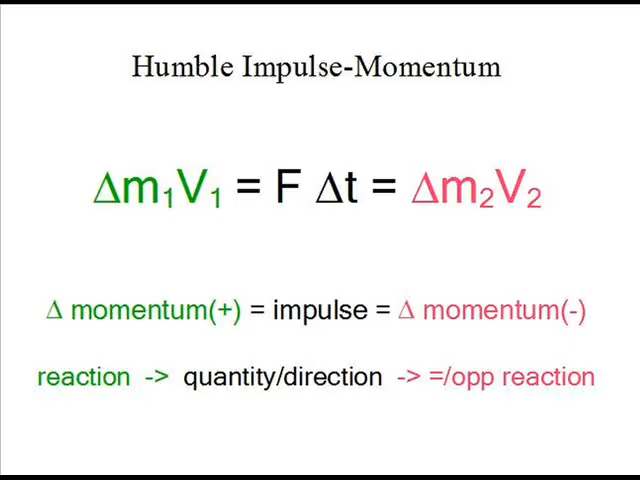 Humble Impulse-Momentum
Δm₁V₁ = F Δt = Δm₂V₂
Δ momentum(+) = impulse = Δ momentum(-)
reaction -> quantity/direction -> =/opp reaction